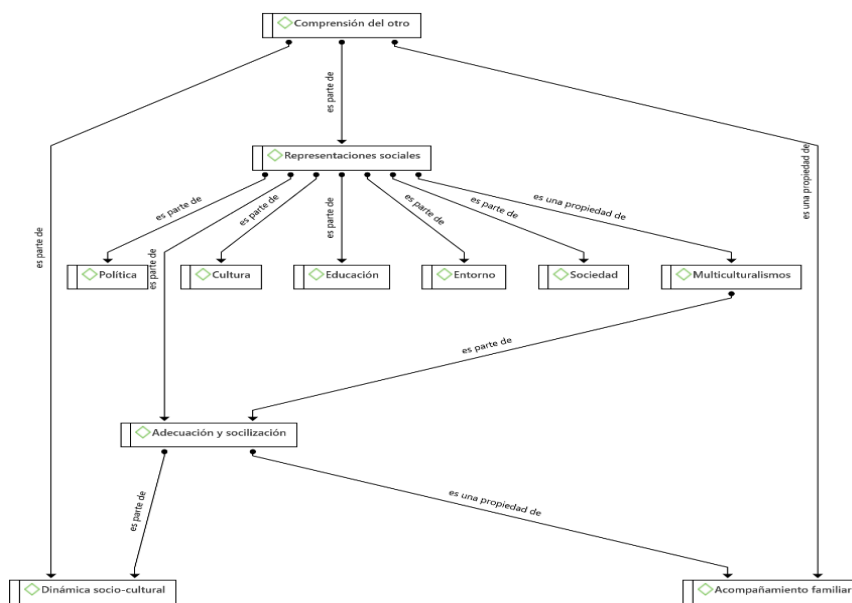 Comprensión del otro
es parte de
es parte de
es una propiedad de
Representaciones sociales
es parte de
es parte de
es parte de
es parte de
es parte de
es parte de
es una propiedad de
Política
Cultura
Educación
Entorno
Sociedad
Multiculturalismos
es parte de
Adecuación y socilización
es parte de
es una propiedad de
Dinámica socio-cultural
Acompañamiento familiar